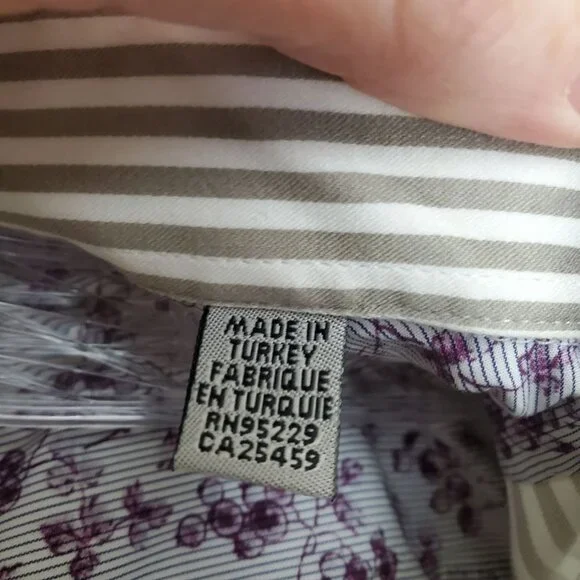 MADE IN
TURKEY
FABRIQUE
EN TURQUIE
RN95229
CA25459